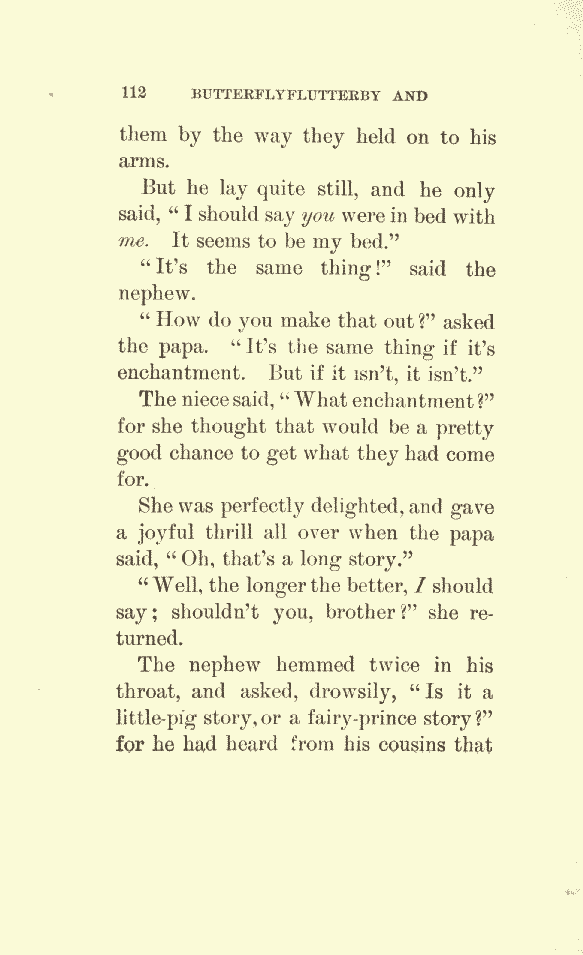 112 BUTTERFLYFLUTTERBY AND
them by the way they held on to his
arms.
But he lay quite still, and he only
said, “I should say you were in bed with
me. It seems to be my bed.”
“It’s the same thing!” said the
nephew.
“How do you make that out?” asked
the papa. “It’s the same thing if it’s
enchantment. But if it isn’t, it isn’t.”
The niece said, “What enchantment?”
for she thought that would be a pretty
good chance to get what they had come
for.
She was perfectly delighted, and gave
a joyful thrill all over when the papa
said, “Oh, that’s a long story.”
“Well, the longer the better, I should
say; shouldn’t you, brother?” she re-
turned.
The nephew hemmed twice in his
throat, and asked, drowsily, “Is it a
little-pig story, or a fairy-prince story?”
for he had heard from his cousins that